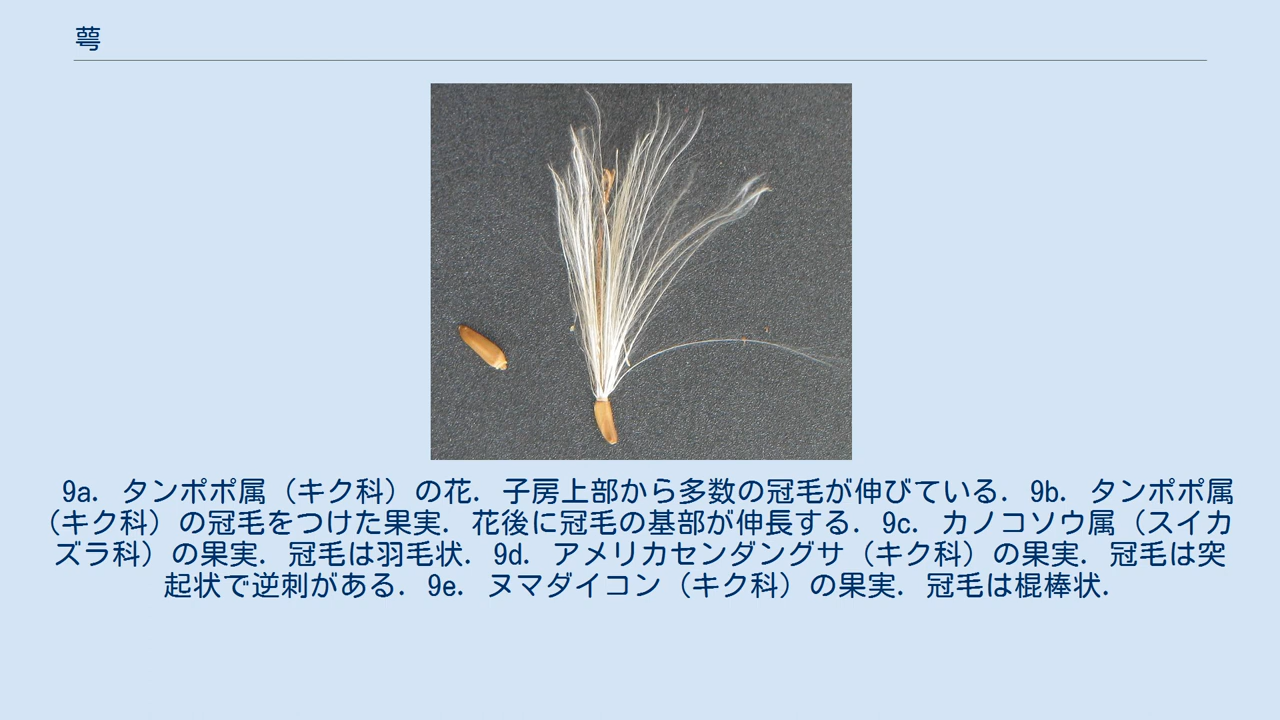 萼
9a. タンポポ属（キク科）の花. 子房上部から多数の冠毛が伸びている. 9b. タンポポ属
（キク科）の冠毛をつけた果実. 花後に冠毛の基部が伸長する. 9c. カノコソウ属（スイカ
ズラ科）の果実. 冠毛は羽毛状. 9d. アメリカセンダングサ（キク科）の果実. 冠毛は突
起状で逆刺がある. 9e. ヌマダイコン（キク科）の果実. 冠毛は棍棒状.